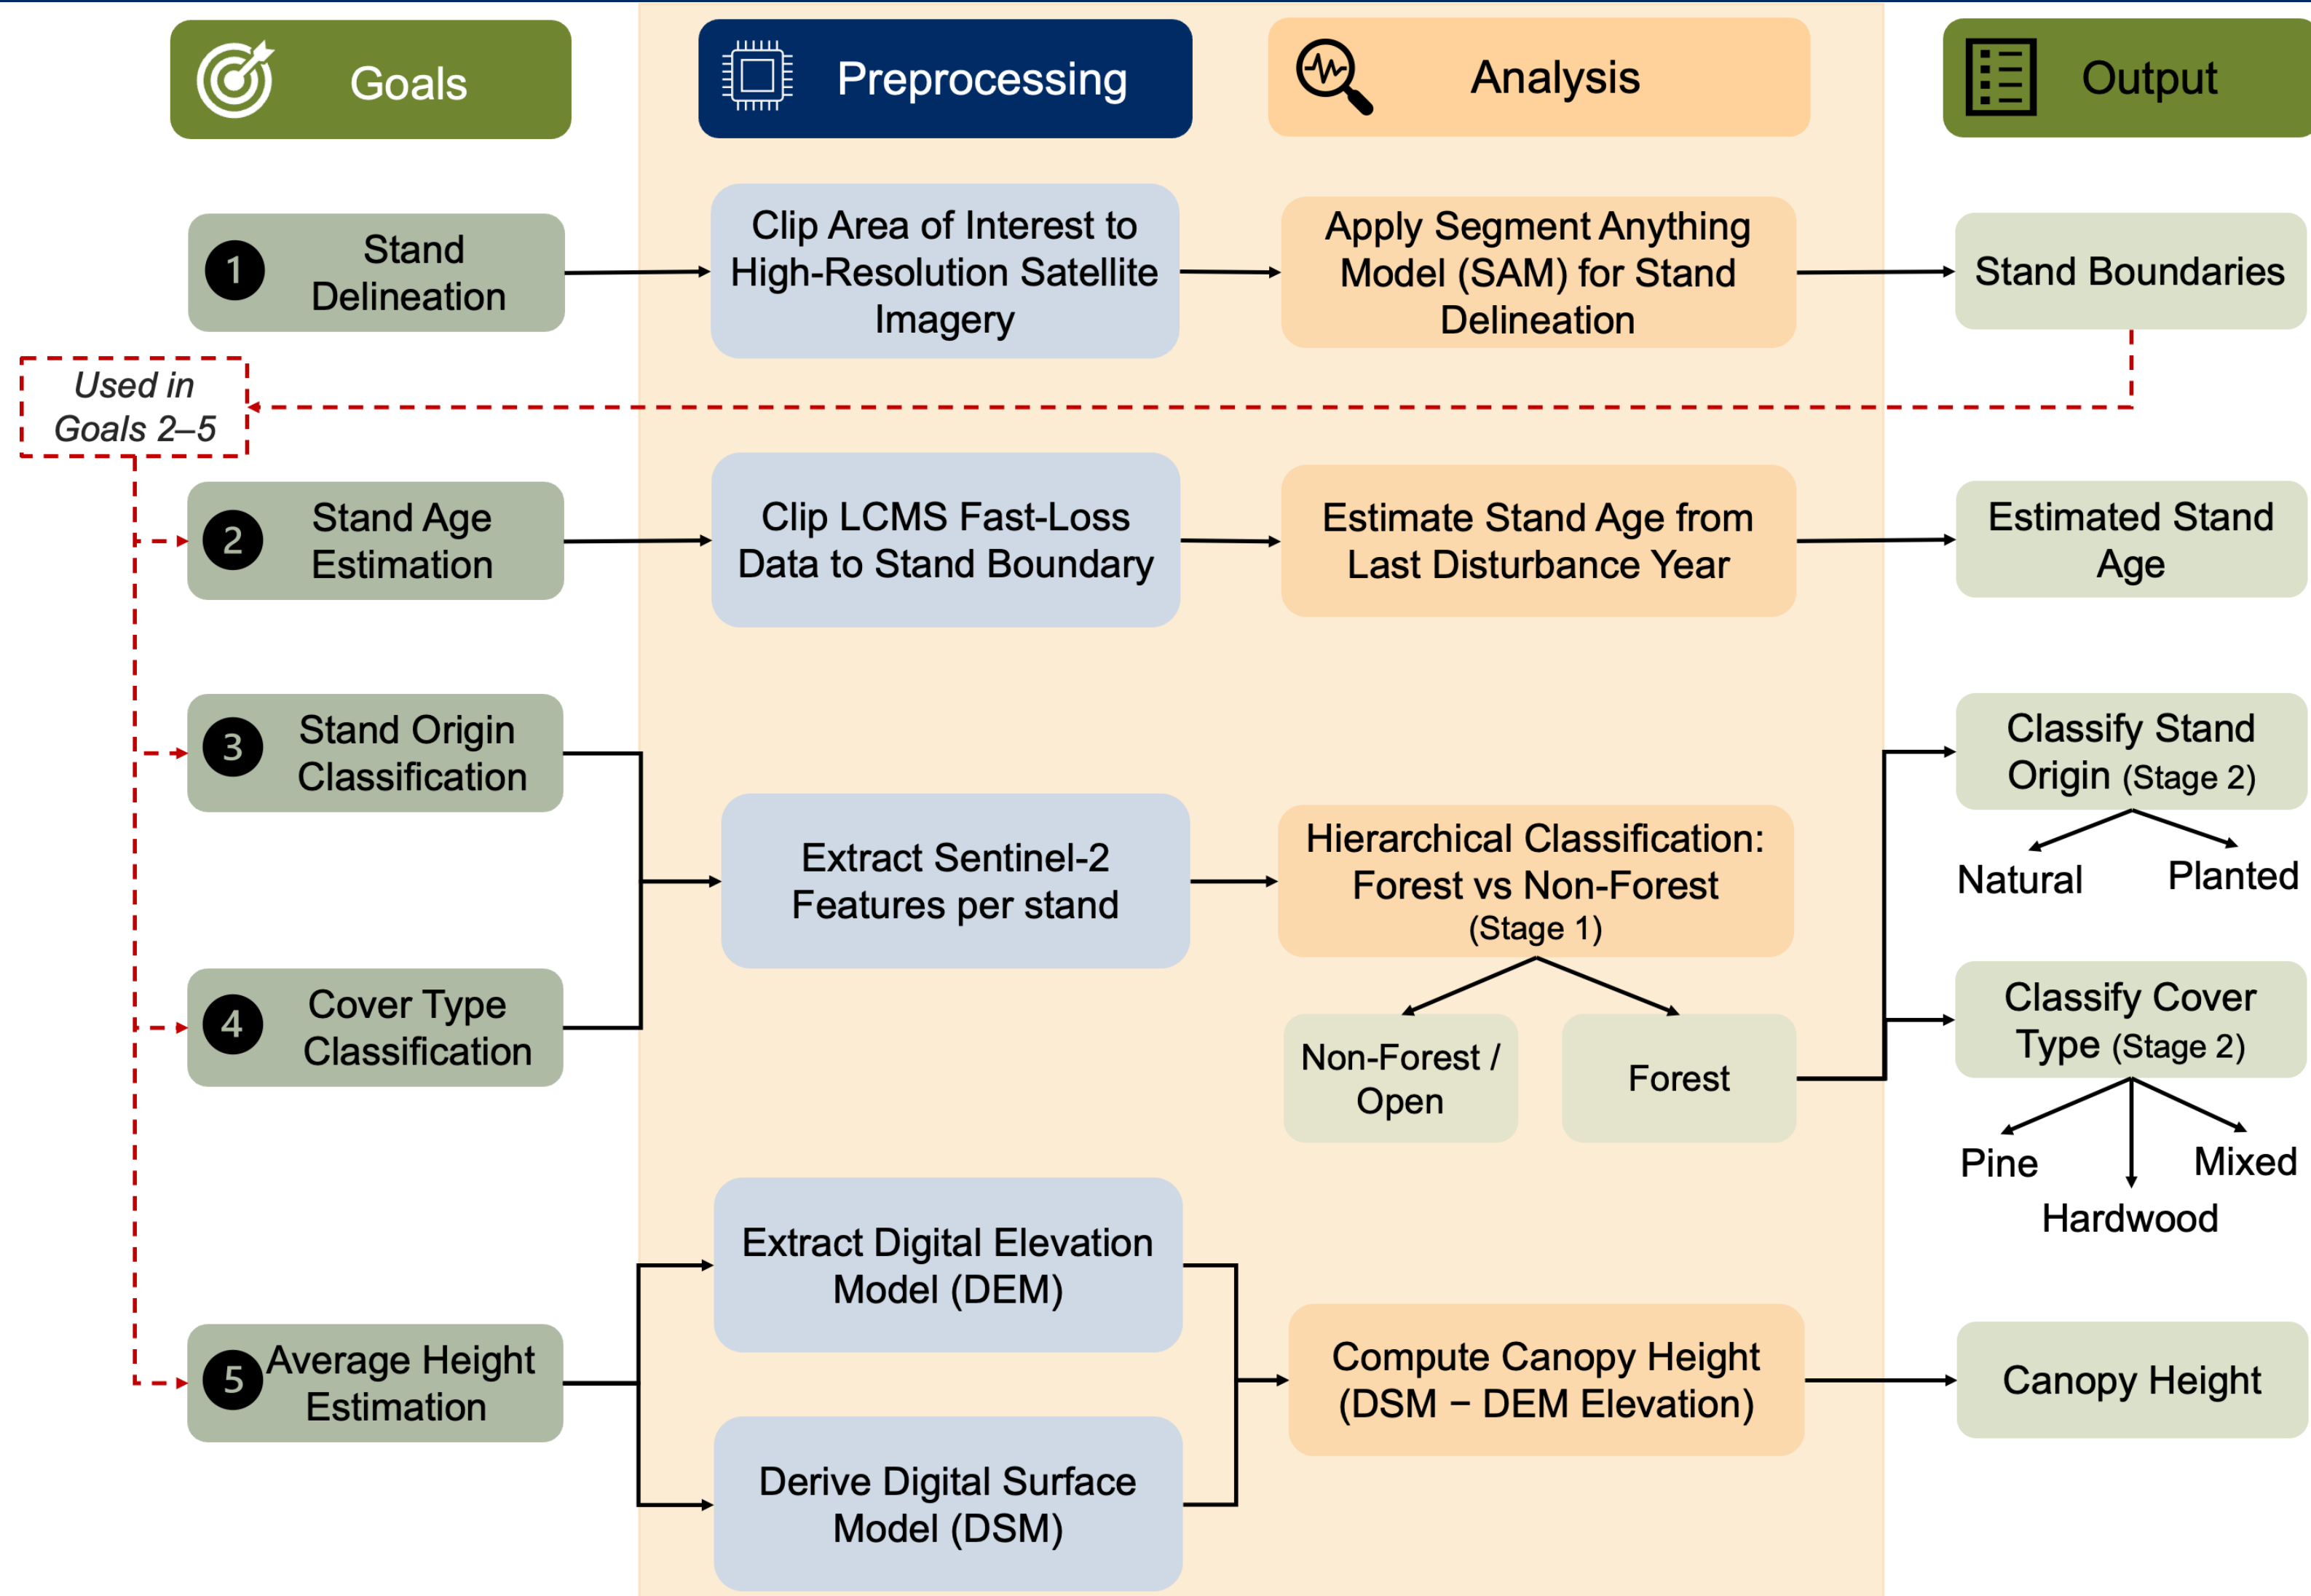 Goals
Preprocessing
Analysis
Output
1
Stand
Delineation
Clip Area of Interest to
High-Resolution Satellite
Imagery
Apply Segment Anything
Model (SAM) for Stand
Delineation
Stand Boundaries
Used in
Goals 2–5
2
Stand Age
Estimation
Clip LCMS Fast-Loss
Data to Stand Boundary
Estimate Stand Age from
Last Disturbance Year
Estimated Stand
Age
3
Stand Origin
Classification
4
Cover Type
Classification
Extract Sentinel-2
Features per stand
Hierarchical Classification:
Forest vs Non-Forest
(Stage 1)
Non-Forest /
Open
Forest
Classify Stand
Origin (Stage 2)
Natural
Planted
Classify Cover
Type (Stage 2)
Pine
Hardwood
Mixed
5
Average Height
Estimation
Extract Digital Elevation
Model (DEM)
Derive Digital Surface
Model (DSM)
Compute Canopy Height
(DSM − DEM Elevation)
Canopy Height